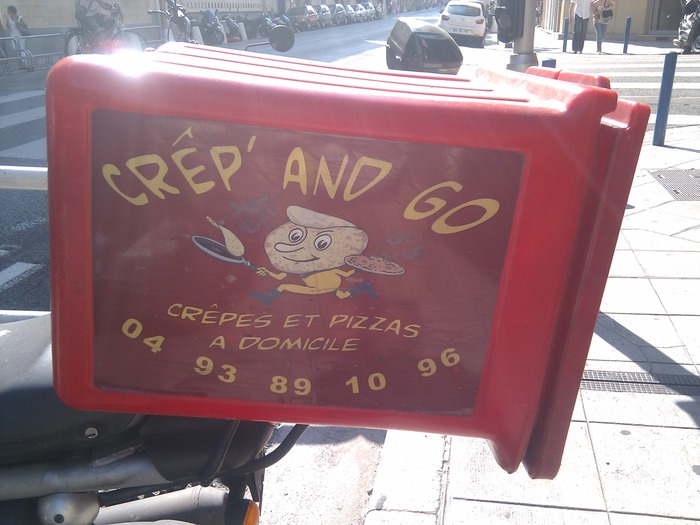 CRÊP' AND GO
CRÊPES ET PIZZAS
A DOMICILE
04 93 89 10 96